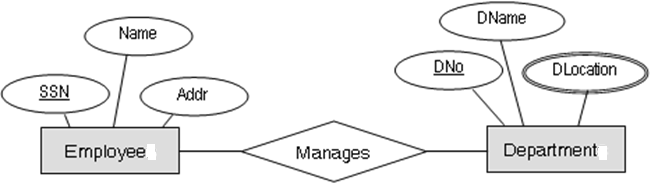 DName
Name
DNo
DLocation
SSN
Addr
Employee
Manages
Department